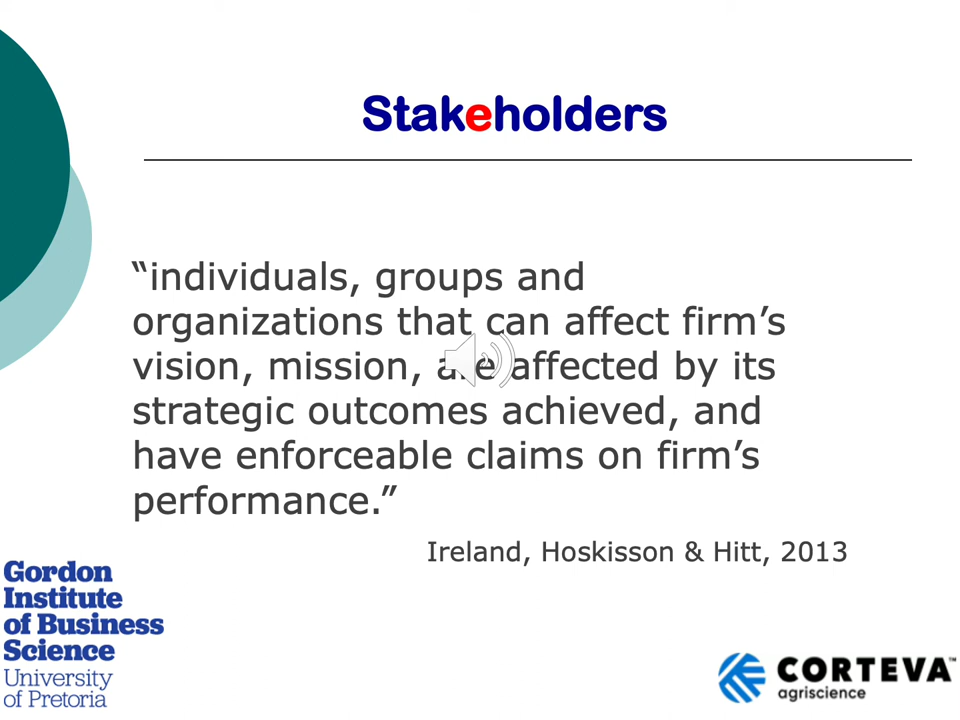 Stakeholders
“individuals, groups and
organizations that can affect firm’s
vision, mission, are affected by its
strategic outcomes achieved, and
have enforceable claims on firm’s
performance.”
Ireland, Hoskisson & Hitt, 2013
Gordon
Institute
of Business
Science
University
of Pretoria
CORTEVA™
agriscience